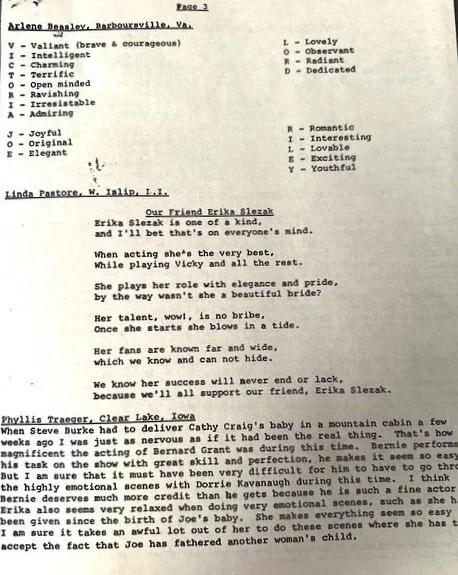 Page 3
Arlene Beasley, Barboursville, Va.
V - Valiant (brave & courageous)
I - Intelligent
C - Charming
T - Terrific
O - Open minded
R - Ravishing
I - Irresistable
A - Admiring
L - Lovely
O - Observant
R - Radiant
D - Dedicated
J - Joyful
O - Original
E - Elegant
R - Romantic
I - Interesting
L - Lovable
E - Exciting
Y - Youthful
Linda Pastore, W. Islip, L.I.
Our Friend Erika Slezak
Erika Slezak is one of a kind,
and I'll bet that's on everyone's mind.
When acting she's the very best,
While playing Vicky and all the rest.
She plays her role with elegance and pride,
by the way wasn't she a beautiful bride?
Her talent, wow!, is no bribe,
Once she starts she blows in a tide.
Her fans are known far and wide,
which we know and can not hide.
We know her success will never end or lack,
because we'll all support our friend, Erika Slezak.
Phyllis Traeger, Clear Lake, Iowa
When Steve Burke had to deliver Cathy Craig's baby in a mountain cabin a few
weeks ago I was just as nervous as if it had been the real thing. That's how
magnificent the acting of Bernard Grant was during this time. Bernie performs
his task on the show with great skill and perfention, he makes it seem so easy
But I am sure that it must have been very difficult for him to have to go thro
the highly emotional scenes with Dorrie Kavanaugh during this time. I think
Bernie deserves much more credit than he gets because he is such a fine actor
Erika also seems very relaxed when doing very emotional scenes, such as she h
been given since the birth of Joe's baby. She makes everything seem so easy
I am sure it takes an awful lot out of her to do these scenes where she has t
accept the fact that Joe has fathered another woman's child.